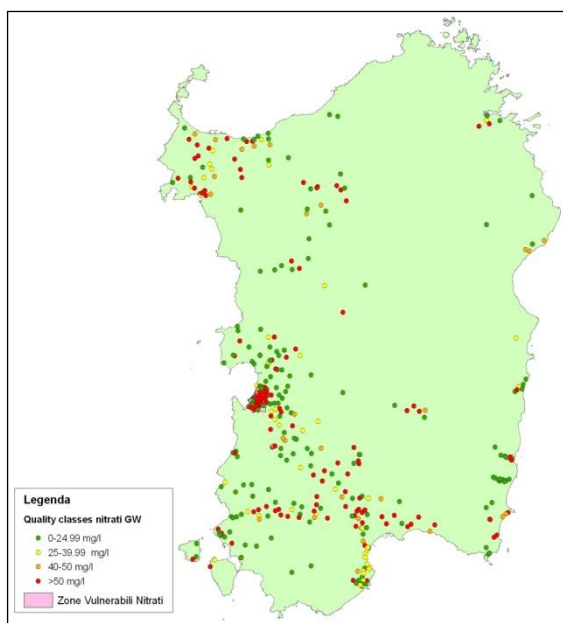 Legenda
Quality classes nitrati GW
0-24.99 mg/l
25-39.99 mg/l
40-50 mg/l
>50 mg/l
Zone Vulnerabili Nitrati